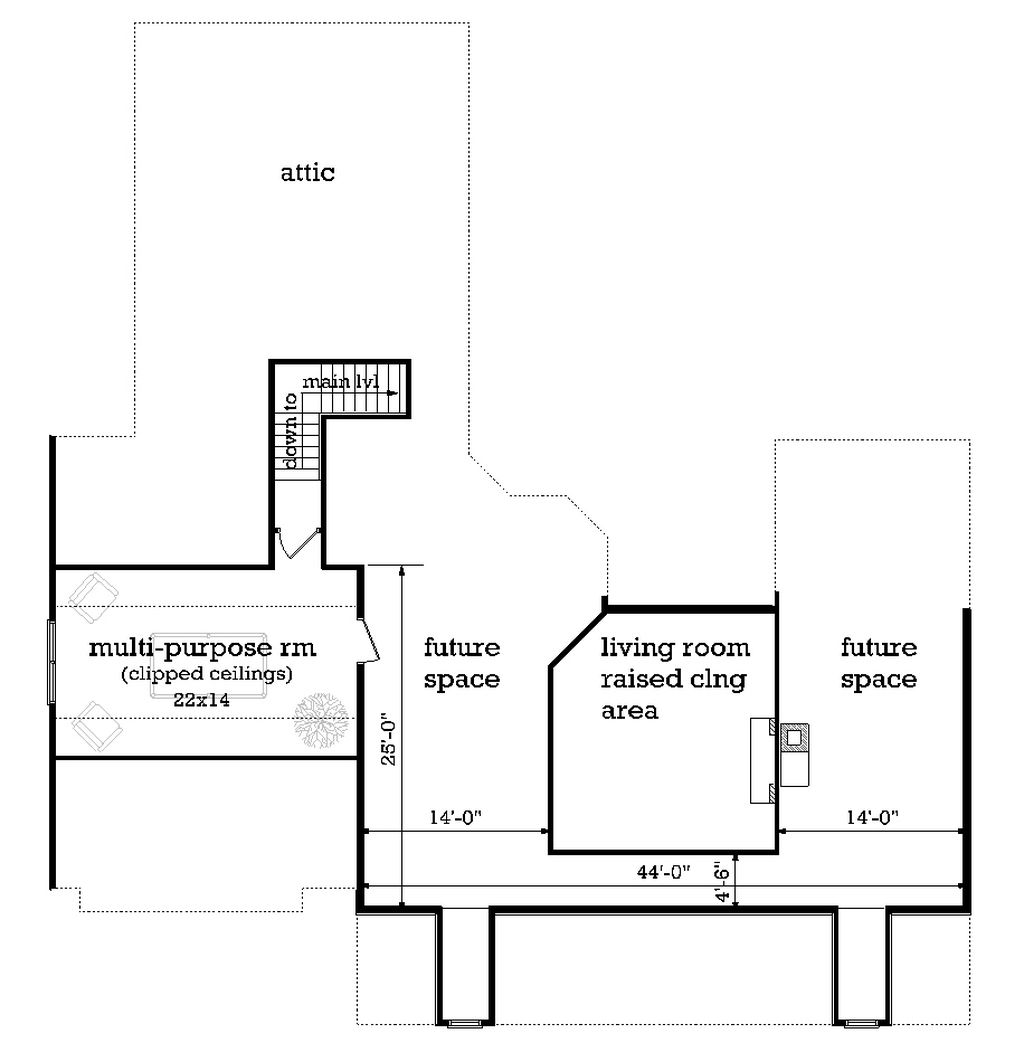 attic
main lvl
down to
multi-purpose rm
(clipped ceilings)
22x14
future
space
living room
raised clng
area
future
space
25'-0"
14'-0"
14'-0"
44'-0"
4'-6"